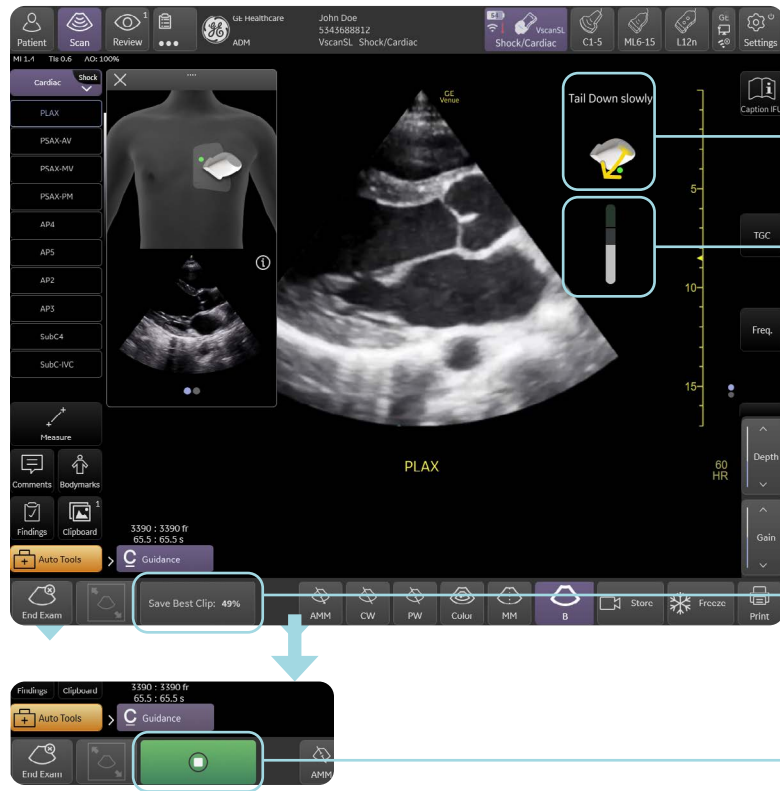 Patient
Scan
Review
1
GE Healthcare
ADM
John Doe
5343688812
VscanSL Shock/Cardiac
VscanSL
Shock/Cardiac
C1-5
ML6-15
L12n
GE
Settings
MI 1.4 TIs 0.6 AO: 100%
Cardiac
Shock
PLAX
PSAX-AV
PSAX-MV
PSAX-PM
AP4
AP5
AP2
AP3
SubC4
SubC-IVC
Measure
Comments
Bodymarks
Findings
Clipboard
1
3390 : 3390 fr
65.5 : 65.5 s
Auto Tools
Guidance
GE
Venue
Tail Down slowly
5
10
15
PLAX
60
HR
Caption IFU
TGC
Freq.
Depth
Gain
End Exam
Save Best Clip: 49%
AMM
CW
PW
Color
MM
B
Store
Freeze
Print
Findings
Clipboard
3390 : 3390 fr
65.5 : 65.5 s
Auto Tools
Guidance
End Exam
AMM